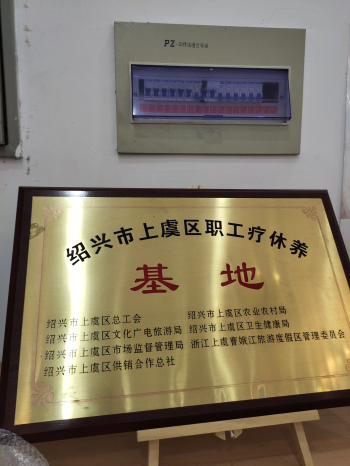 PZ
绍兴市上虞区职工疗休养
基地
绍兴市上虞区总工会 绍兴市上虞区农业农村局
绍兴市上虞区文化广电旅游局 绍兴市上虞区卫生健康局
绍兴市上虞区市场监督管理局 浙江上虞曹娥江旅游度假区管理委员会
绍兴市上虞区供销合作总社